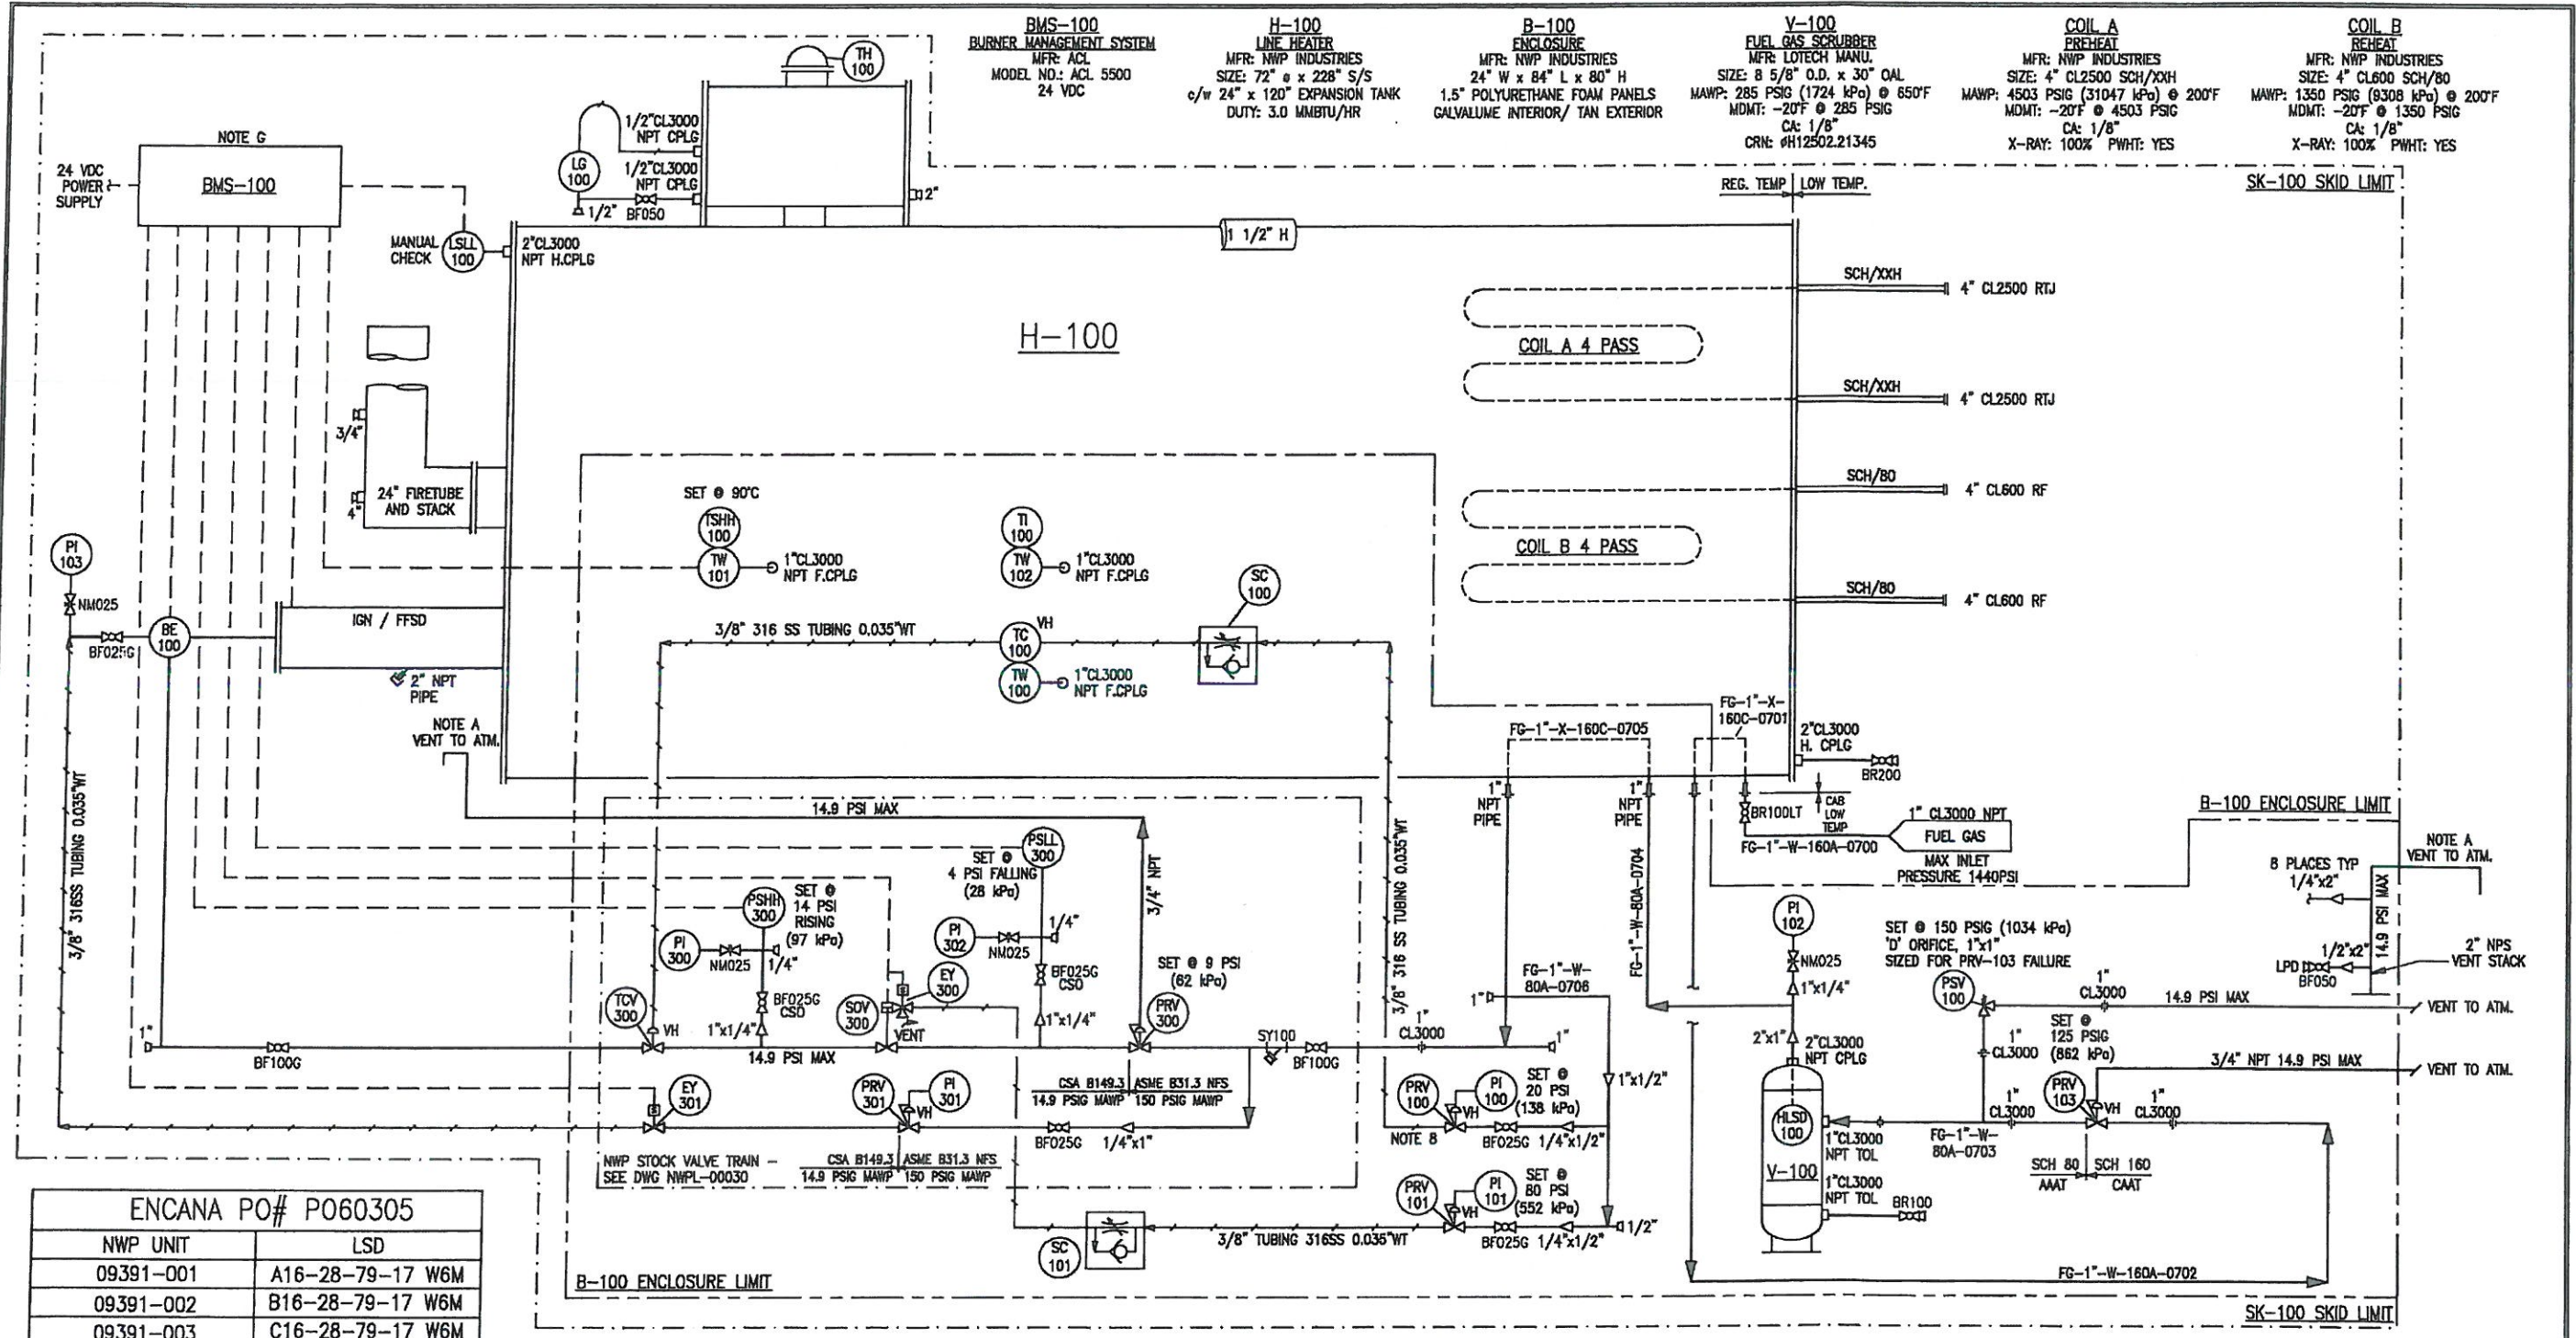 BMS-100
BURNER MANAGEMENT SYSTEM
MFR: ACL
MODEL NO.: ACL 5500
24 VDC
H-100
LINE HEATER
MFR: NWP INDUSTRIES
SIZE: 72" ø x 228" S/S
c/w 24" x 120" EXPANSION TANK
DUTY: 3.0 MMBTU/HR
B-100
ENCLOSURE
MFR: NWP INDUSTRIES
24" W x 84" L x 80" H
1.5" POLYURETHANE FOAM PANELS
GALVALUME INTERIOR/ TAN EXTERIOR
V-100
FUEL GAS SCRUBBER
MFR: LOTECH MANU.
SIZE: 8 5/8" O.D. x 30" OAL
MAWP: 285 PSIG (1724 kPa) @ 650°F
MDMT: -20°F @ 285 PSIG
CA: 1/8"
CRN: 0H12502.21345
COIL A
PREHEAT
MFR: NWP INDUSTRIES
SIZE: 4" CL2500 SCH/XXH
MAWP: 4503 PSIG (31047 kPa) @ 200°F
MDMT: -20°F @ 4503 PSIG
CA: 1/8"
X-RAY: 100% PWHT: YES
COIL B
REHEAT
MFR: NWP INDUSTRIES
SIZE: 4" CL600 SCH/80
MAWP: 1350 PSIG (9308 kPa) @ 200°F
MDMT: -20°F @ 1350 PSIG
CA: 1/8"
X-RAY: 100% PWHT: YES
TH
100
1/2"CL3000
NPT CPLG
LG
100
1/2"CL3000
NPT CPLG
1/2"
BF050
2"
NOTE G
24 VDC
POWER
SUPPLY
BMS-100
MANUAL
CHECK
LSLL
100
2"CL3000
NPT H.CPLG
1 1/2" H
REG. TEMP
LOW TEMP.
SK-100 SKID LIMIT
H-100
SCH/XXH
4" CL2500 RTJ
COIL A 4 PASS
SCH/XXH
4" CL2500 RTJ
SCH/80
4" CL600 RF
COIL B 4 PASS
SCH/80
4" CL600 RF
3/4"
4"
24" FIRETUBE
AND STACK
SET @ 90°C
TSHH
100
TW
101
1"CL3000
NPT F.CPLG
TI
100
TW
102
1"CL3000
NPT F.CPLG
SC
100
PI
103
NM025
BF025G
BE
100
IGN / FFSD
2" NPT
PIPE
3/8" 316 SS TUBING 0.035"WT
TC
100
VH
TW
100
1"CL3000
NPT F.CPLG
NOTE A
VENT TO ATM.
3/8" 316SS TUBING 0.035"WT
FG-1"-X-160C-0705
FG-1"-X-
160C-0701
2"CL3000
H. CPLG
BR200
1"
NPT
PIPE
1"
NPT
PIPE
BR100LT
CAB
LOW
TEMP
1" CL3000 NPT
FUEL GAS
FG-1"-W-160A-0700
MAX INLET
PRESSURE 1440PSI
B-100 ENCLOSURE LIMIT
14.9 PSI MAX
PSLL
300
SET @
4 PSI FALLING
(28 kPa)
PSHH
300
SET @
14 PSI
RISING
(97 kPa)
PI
300
NM025
1/4"
PI
302
NM025
1/4"
3/4" NPT
BF025G
CSO
BF025G
CSO
EY
300
SOV
300
VENT
SET @ 9 PSI
(62 kPa)
PRV
300
TCV
300
VH
1"x1/4"
1"x1/4"
14.9 PSI MAX
1"
BF100G
SY100
BF100G
1"
CL3000
1"
3/8" 316 SS TUBING 0.035"WT
FG-1"-W-80A-0704
FG-1"-W-
80A-0706
1"
1"x1/2"
8 PLACES TYP
1/4"x2"
NOTE A
VENT TO ATM.
14.9 PSI MAX
1/2"x2"
LPD
BF050
2" NPS
VENT STACK
PI
102
NM025
1"x1/4"
2"x1"
2"CL3000
NPT CPLG
SET @ 150 PSIG (1034 kPa)
'D' ORIFICE, 1"x1"
SIZED FOR PRV-103 FAILURE
PSV
100
1"
CL3000
14.9 PSI MAX
VENT TO ATM.
1"
CL3000
SET @
125 PSIG
(862 kPa)
3/4" NPT 14.9 PSI MAX
VENT TO ATM.
PRV
103
VH
1"
CL3000
1"
CL3000
HLSD
100
V-100
1"CL3000
NPT TOL
1"CL3000
NPT TOL
BR100
FG-1"-W-
80A-0703
SCH 80
SCH 160
AAAT
CAAT
FG-1"-W-160A-0702
EY
301
PRV
301
VH
PI
301
CSA B149.3
ASME B31.3 NFS
14.9 PSIG MAWP
150 PSIG MAWP
BF025G
1/4"x1"
NWP STOCK VALVE TRAIN -
SEE DWG NWPL-00030
CSA B149.3
ASME B31.3 NFS
14.9 PSIG MAWP
150 PSIG MAWP
PRV
100
VH
PI
100
SET @
20 PSI
(138 kPa)
NOTE 8
BF025G
1/4"x1/2"
PRV
101
VH
PI
101
SET @
80 PSI
(552 kPa)
BF025G
1/4"x1/2"
1/2"
SC
101
3/8" TUBING 316SS 0.035"WT
B-100 ENCLOSURE LIMIT
SK-100 SKID LIMIT
ENCANA PO# P060305
NWP UNIT
LSD
09391-001
A16-28-79-17 W6M
09391-002
B16-28-79-17 W6M
09391-003
C16-28-79-17 W6M